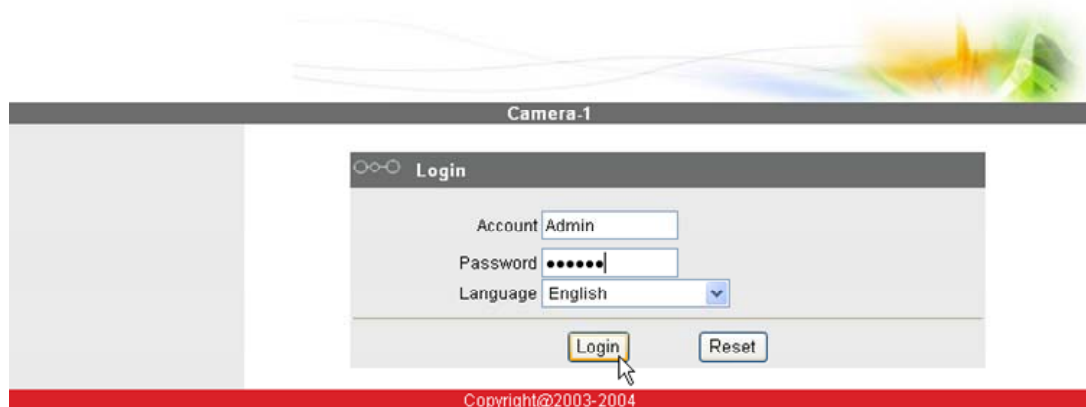 Camera-1
Login
Account Admin
Password ••••••
Language English
Login Reset
Copyright@2003-2004